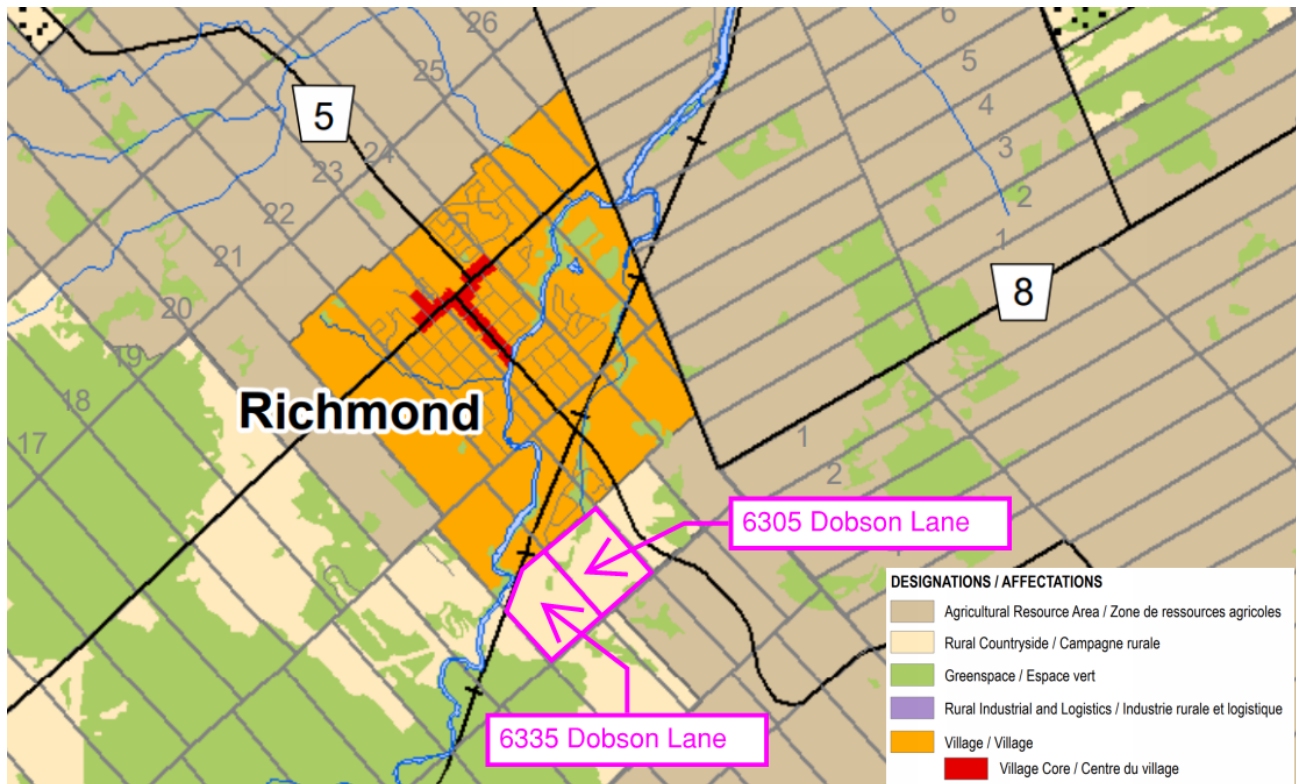 26
25
5
24
23
22
21
20
19
18
17
6
5
4
3
2
1
8
1
2
Richmond
6305 Dobson Lane
6335 Dobson Lane
DESIGNATIONS / AFFECTATIONS
Agricultural Resource Area / Zone de ressources agricoles
Rural Countryside / Campagne rurale
Greenspace / Espace vert
Rural Industrial and Logistics / Industrie rurale et logistique
Village / Village
Village Core / Centre du village